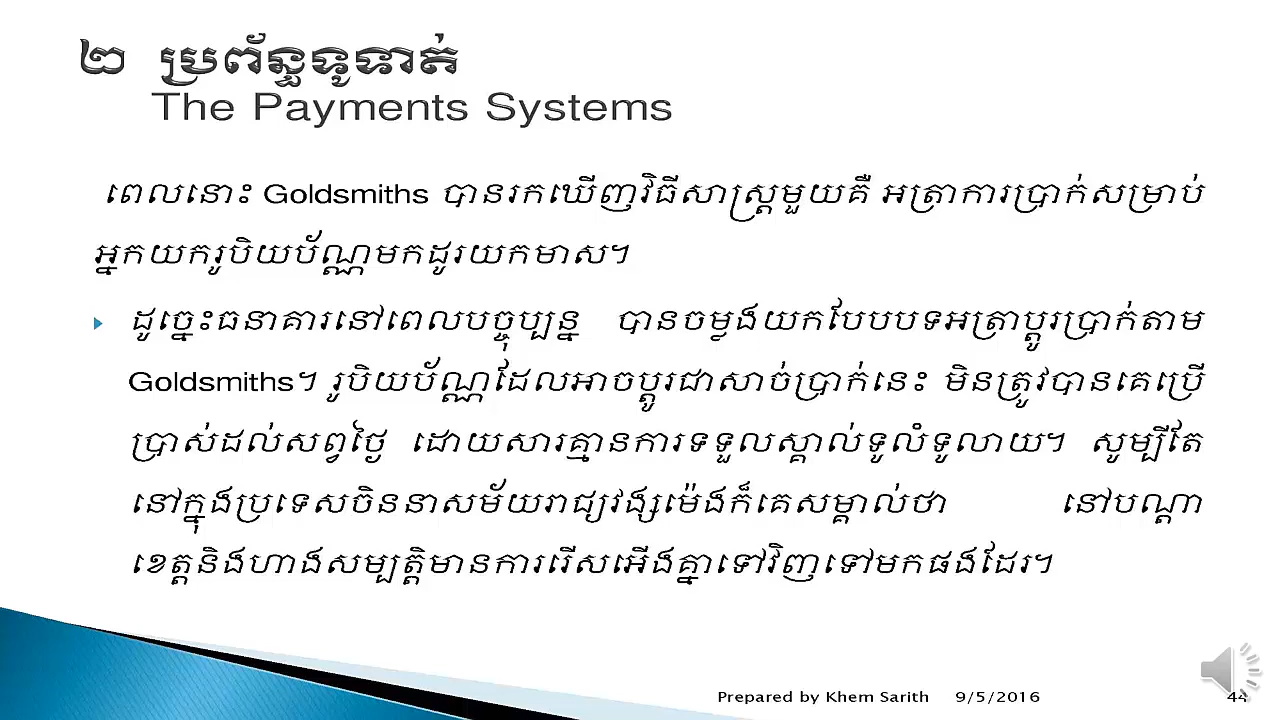 ២ ប្រព័ន្ធទូទាត់
The Payments Systems
ពេលនោះ Goldsmiths បានរកឃើញវិធីសាស្ត្រមួយគឺ អត្រាការប្រាក់សម្រាប់
អ្នកយករូបិយប័ណ្ណមកដូរយកមាស។
ដូច្នេះធនាគារនៅពេលបច្ចុប្បន្ន បានចម្លងយកបែបបទអត្រាប្តូរប្រាក់តាម
Goldsmiths។ រូបិយប័ណ្ណដែលអាចប្តូរជាសាច់ប្រាក់នេះ មិនត្រូវបានគេប្រើ
ប្រាស់ដល់សព្វថ្ងៃ ដោយសារគ្មានការទទួលស្គាល់ទូលំទូលាយ។ សូម្បីតែ
នៅក្នុងប្រទេសចិននាសម័យរាជ្យវង្សម៉េងក៏គេសម្គាល់ថា នៅបណ្តា
ខេត្តនិងហាងសម្បត្តិមានការរើសអើងគ្នាទៅវិញទៅមកផងដែរ។
Prepared by Khem Sarith 9/5/2016 44